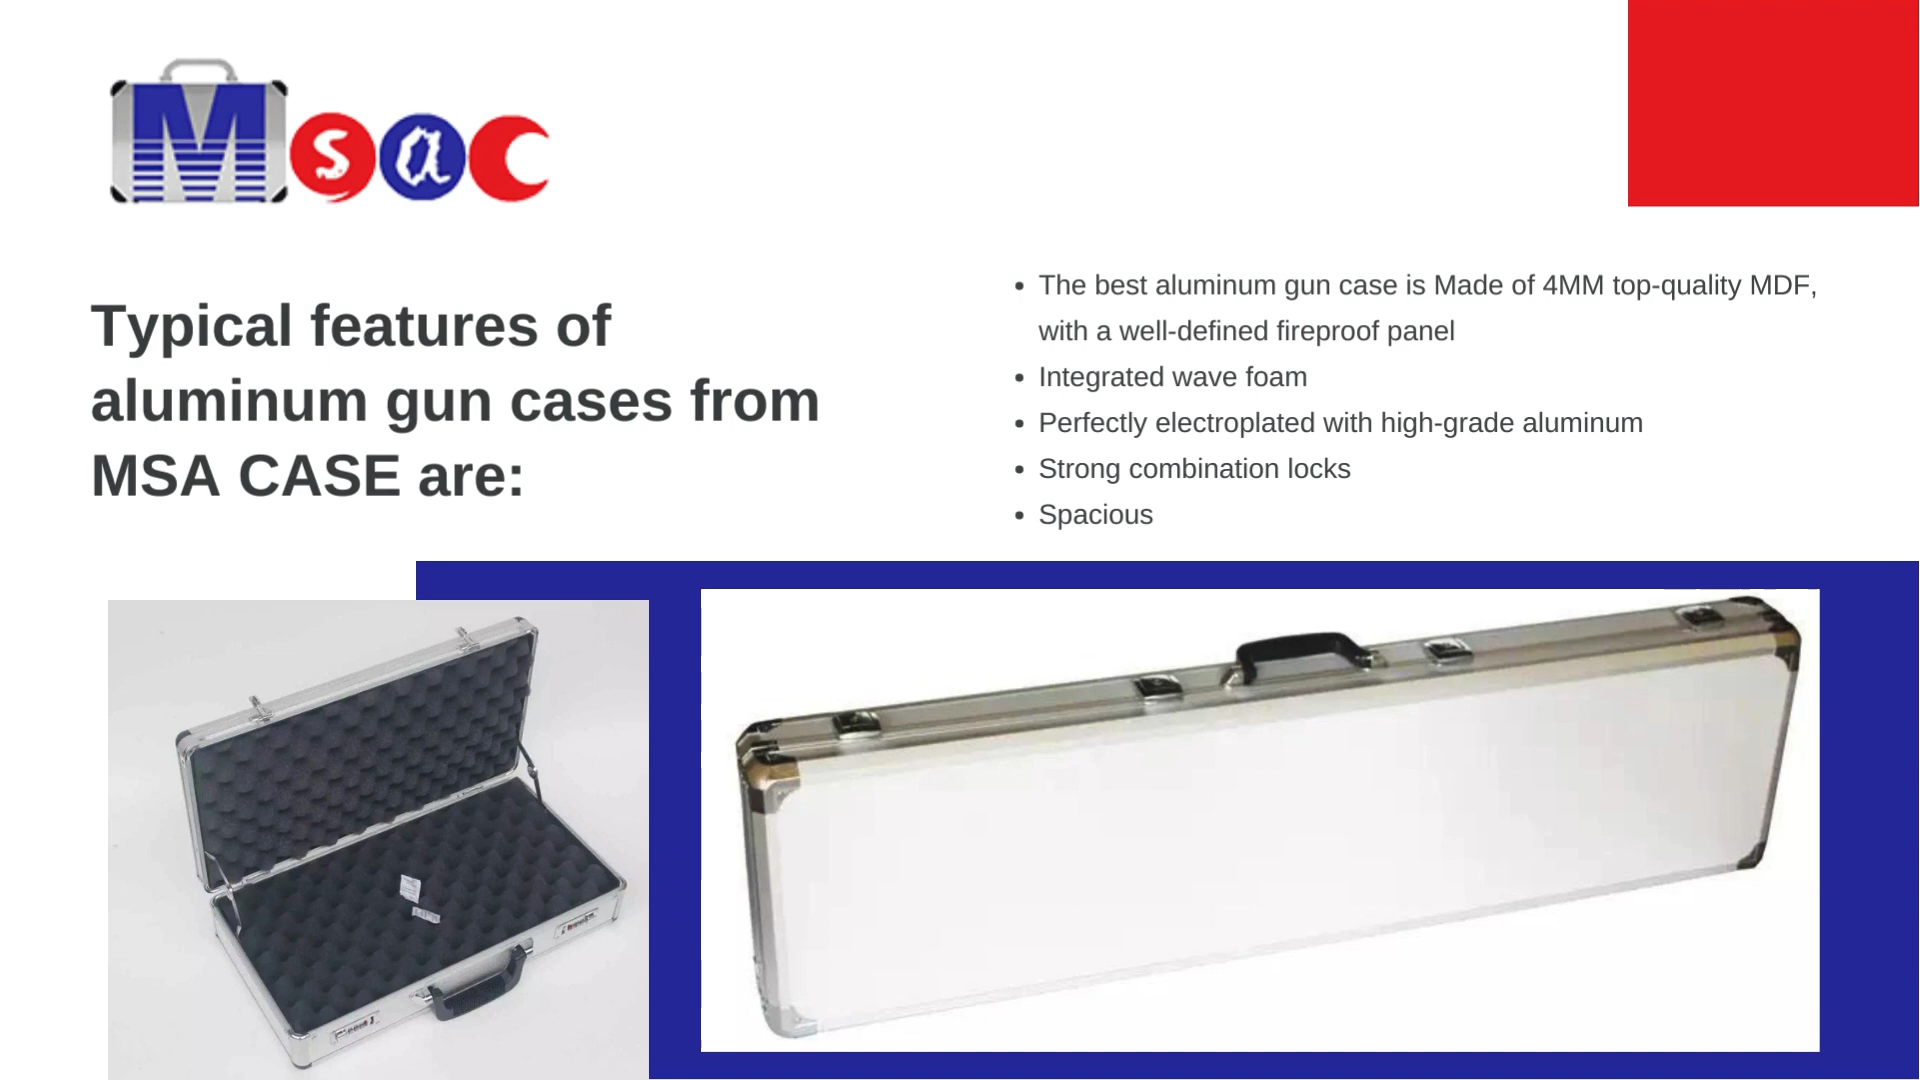 Msac
Typical features of
aluminum gun cases from
MSA CASE are:
• The best aluminum gun case is Made of 4MM top-quality MDF,
with a well-defined fireproof panel
• Integrated wave foam
• Perfectly electroplated with high-grade aluminum
• Strong combination locks
• Spacious